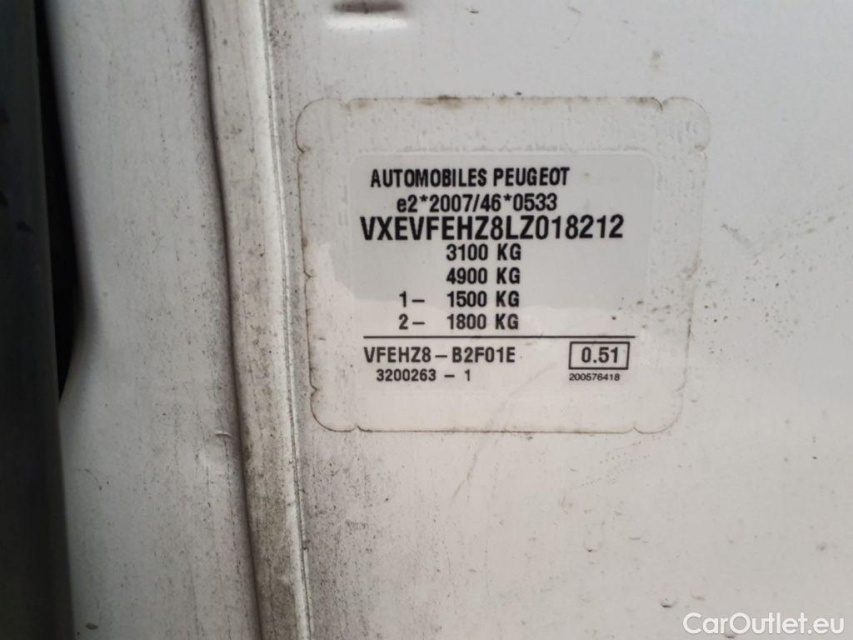 AUTOMOBILES PEUGEOT
e2*2007/46*0533
VXEVFEHZ8LZ018212
3100 KG
4900 KG
1- 1500 KG
2- 1800 KG
VFEHZ8-B2F01E 0.51
3200263 - 1 200576418
CarOutlet.eu